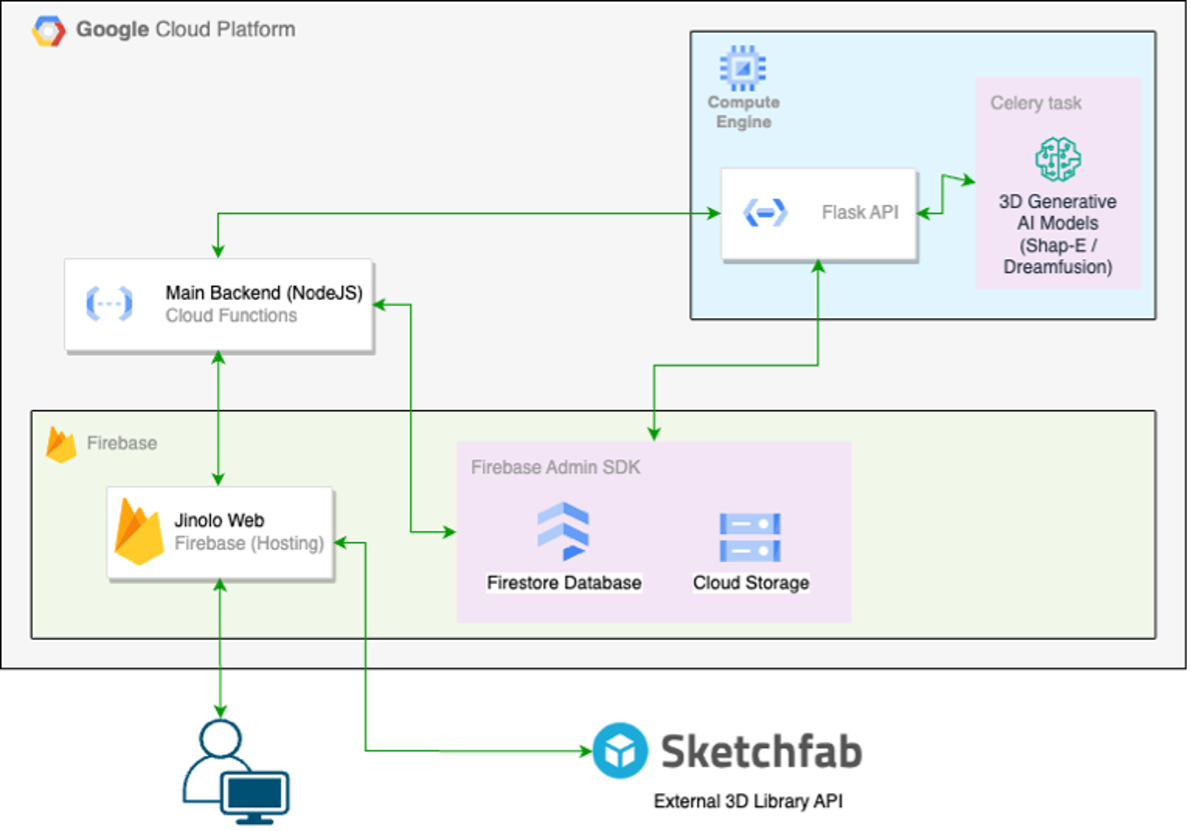 Google Cloud Platform
Compute
Engine
Celery task
3D Generative
AI Models
(Shap-E /
Dreamfusion)
Flask API
Main Backend (NodeJS)
Cloud Functions
Firebase
Firebase Admin SDK
Jinolo Web
Firebase (Hosting)
Firestore Database
Cloud Storage
Sketchfab
External 3D Library API